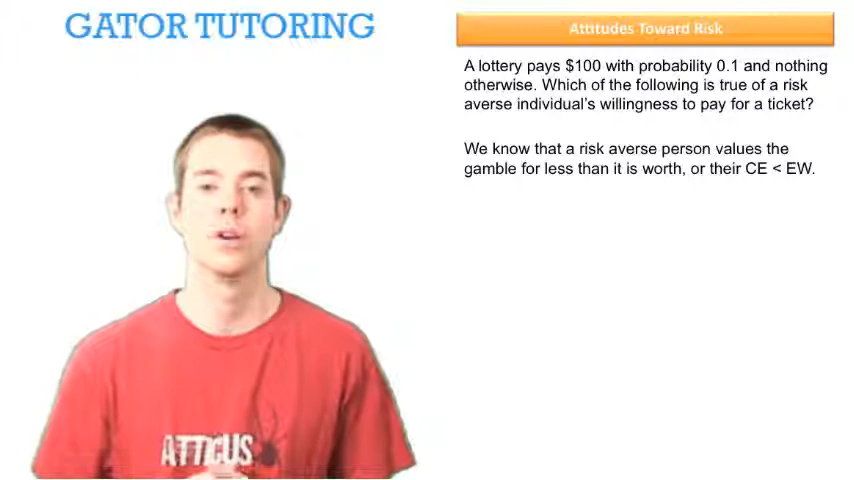 GATOR TUTORING
Attitudes Toward Risk
A lottery pays $100 with probability 0.1 and nothing
otherwise. Which of the following is true of a risk
averse individual's willingness to pay for a ticket?
We know that a risk averse person values the
gamble for less than it is worth, or their CE < EW.
ATTICUS